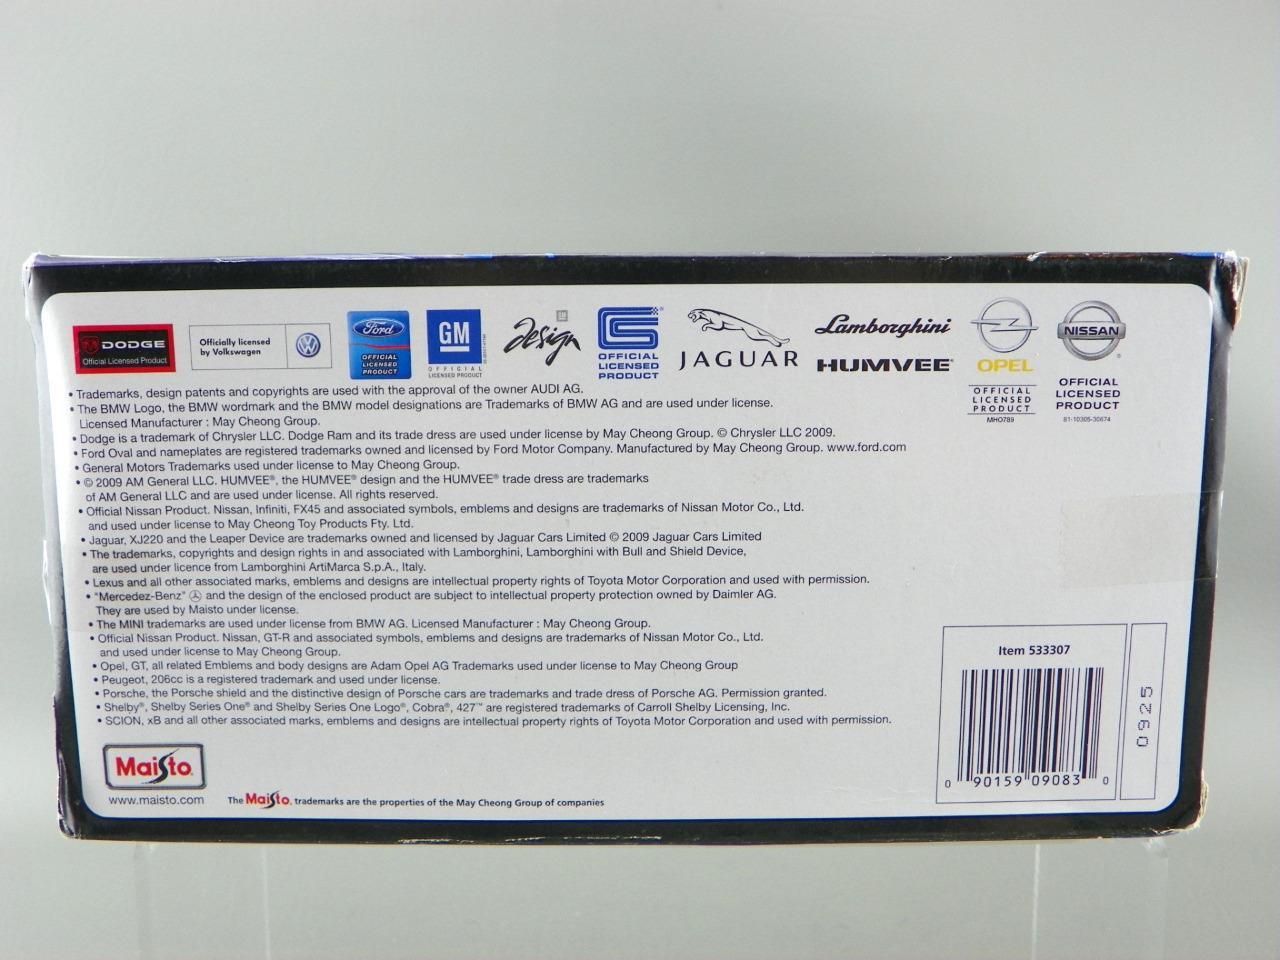 DODGE
Official Licensed Product
Officially licensed
by Volkswagen
Ford
OFFICIAL
LICENSED
PRODUCT
GM
OFFICIAL
LICENSED PRODUCT
GM
Design
OFFICIAL
LICENSED
PRODUCT
JAGUAR
Lamborghini
HUMVEE®
OPEL
OFFICIAL
LICENSED
PRODUCT
MHO789
NISSAN
OFFICIAL
LICENSED
PRODUCT
81-10305-30674
• Trademarks, design patents and copyrights are used with the approval of the owner AUDI AG.
• The BMW Logo, the BMW wordmark and the BMW model designations are Trademarks of BMW AG and are used under license.
Licensed Manufacturer : May Cheong Group.
• Dodge is a trademark of Chrysler LLC. Dodge Ram and its trade dress are used under license by May Cheong Group. © Chrysler LLC 2009.
• Ford Oval and nameplates are registered trademarks owned and licensed by Ford Motor Company. Manufactured by May Cheong Group. www.ford.com
• General Motors Trademarks used under license to May Cheong Group.
• © 2009 AM General LLC. HUMVEE®, the HUMVEE® design and the HUMVEE® trade dress are trademarks
of AM General LLC and are used under license. All rights reserved.
• Official Nissan Product. Nissan, Infiniti, FX45 and associated symbols, emblems and designs are trademarks of Nissan Motor Co., Ltd.
and used under license to May Cheong Toy Products Fty. Ltd.
• Jaguar, XJ220 and the Leaper Device are trademarks owned and licensed by Jaguar Cars Limited © 2009 Jaguar Cars Limited
• The trademarks, copyrights and design rights in and associated with Lamborghini, Lamborghini with Bull and Shield Device,
are used under licence from Lamborghini ArtiMarca S.p.A., Italy.
• Lexus and all other associated marks, emblems and designs are intellectual property rights of Toyota Motor Corporation and used with permission.
• "Mercedez-Benz" and the design of the enclosed product are subject to intellectual property protection owned by Daimler AG.
They are used by Maisto under license.
• The MINI trademarks are used under license from BMW AG. Licensed Manufacturer : May Cheong Group.
• Official Nissan Product. Nissan, GT-R and associated symbols, emblems and designs are trademarks of Nissan Motor Co., Ltd.
and used under license to May Cheong Group.
• Opel, GT, all related Emblems and body designs are Adam Opel AG Trademarks used under license to May Cheong Group
• Peugeot, 206cc is a registered trademark and used under license.
• Porsche, the Porsche shield and the distinctive design of Porsche cars are trademarks and trade dress of Porsche AG. Permission granted.
• Shelby®, Shelby Series One® and Shelby Series One Logo®, Cobra®, 427™ are registered trademarks of Carroll Shelby Licensing, Inc.
• SCION, xB and all other associated marks, emblems and designs are intellectual property rights of Toyota Motor Corporation and used with permission.
Maisto
www.maisto.com
The Maisto, trademarks are the properties of the May Cheong Group of companies
Item 533307
0 90159 09083 0
0925